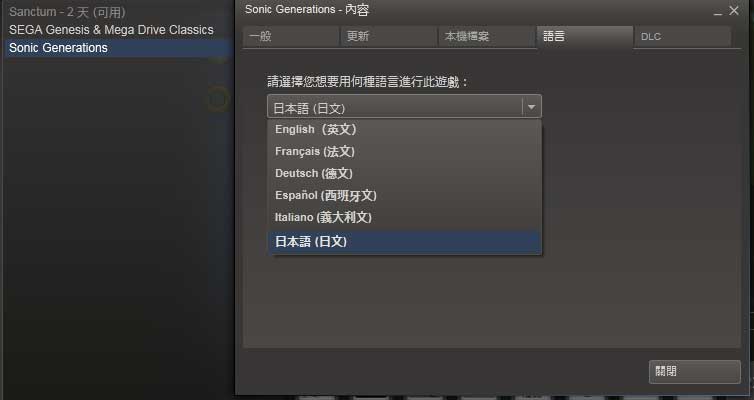 Sanctum - 2 天 (可用)
SEGA Genesis & Mega Drive Classics
Sonic Generations
Sonic Generations - 內容
一般
更新
本機檔案
語言
DLC
請選擇您想要用何種語言進行此遊戲：
日本語 (日文)
English（英文）
Français (法文)
Deutsch (德文)
Español (西班牙文)
Italiano (義大利文)
日本語 (日文)
關閉